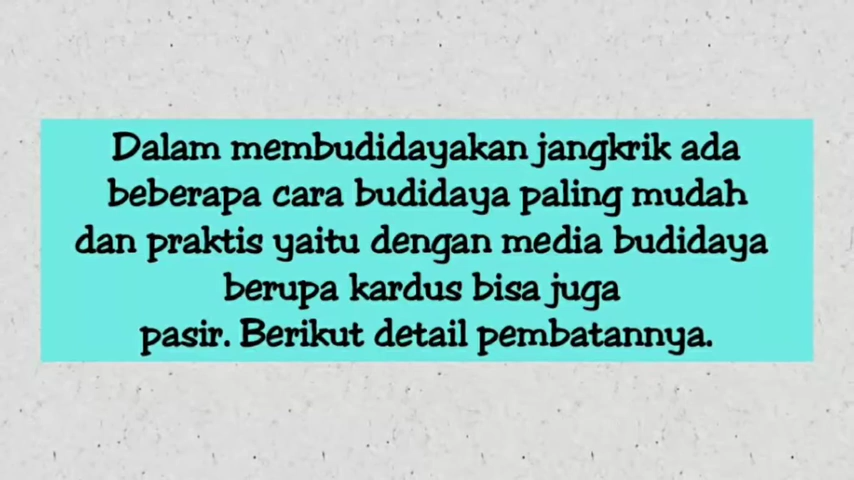 Dalam membudidayakan jangkrik ada
beberapa cara budidaya paling mudah
dan praktis yaitu dengan media budidaya
berupa kardus bisa juga
pasir. Berikut detail pembatannya.